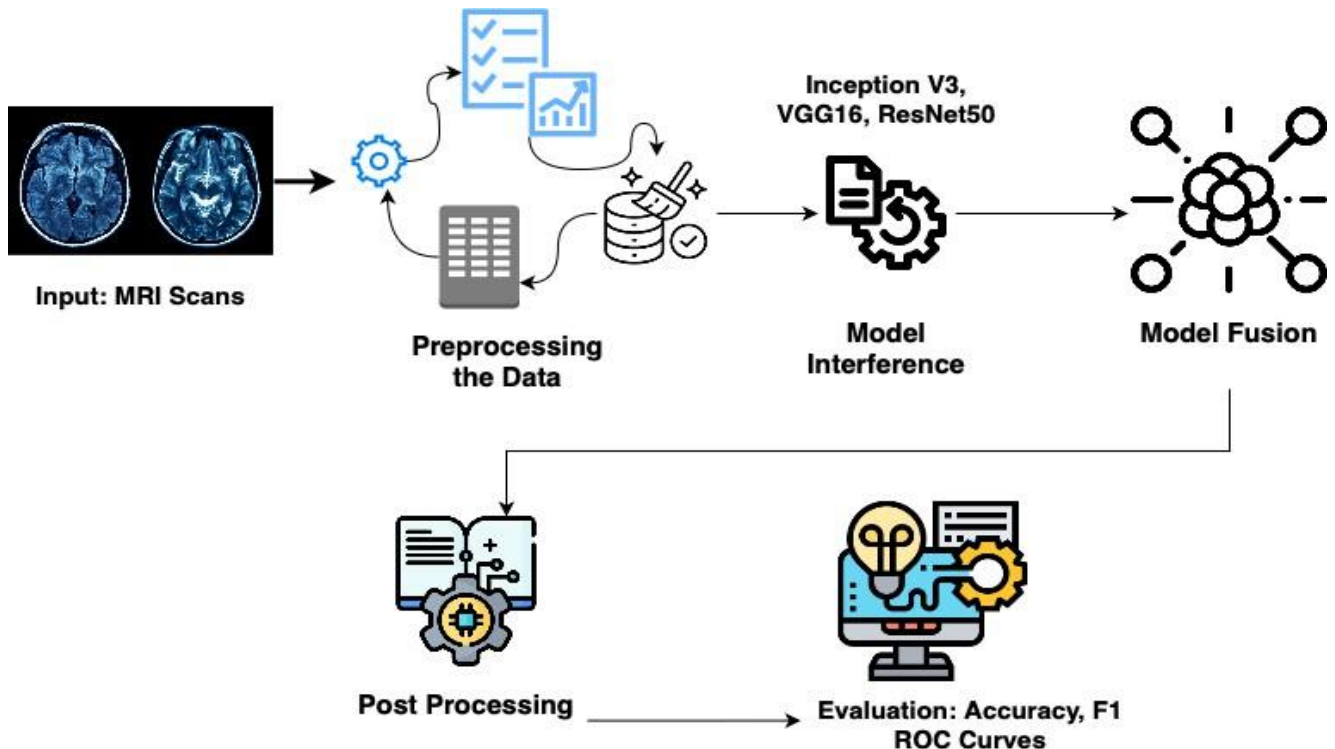 Input: MRI Scans
Preprocessing
the Data
Inception V3,
VGG16, ResNet50
Model
Interference
Model Fusion
Post Processing
Evaluation: Accuracy, F1
ROC Curves